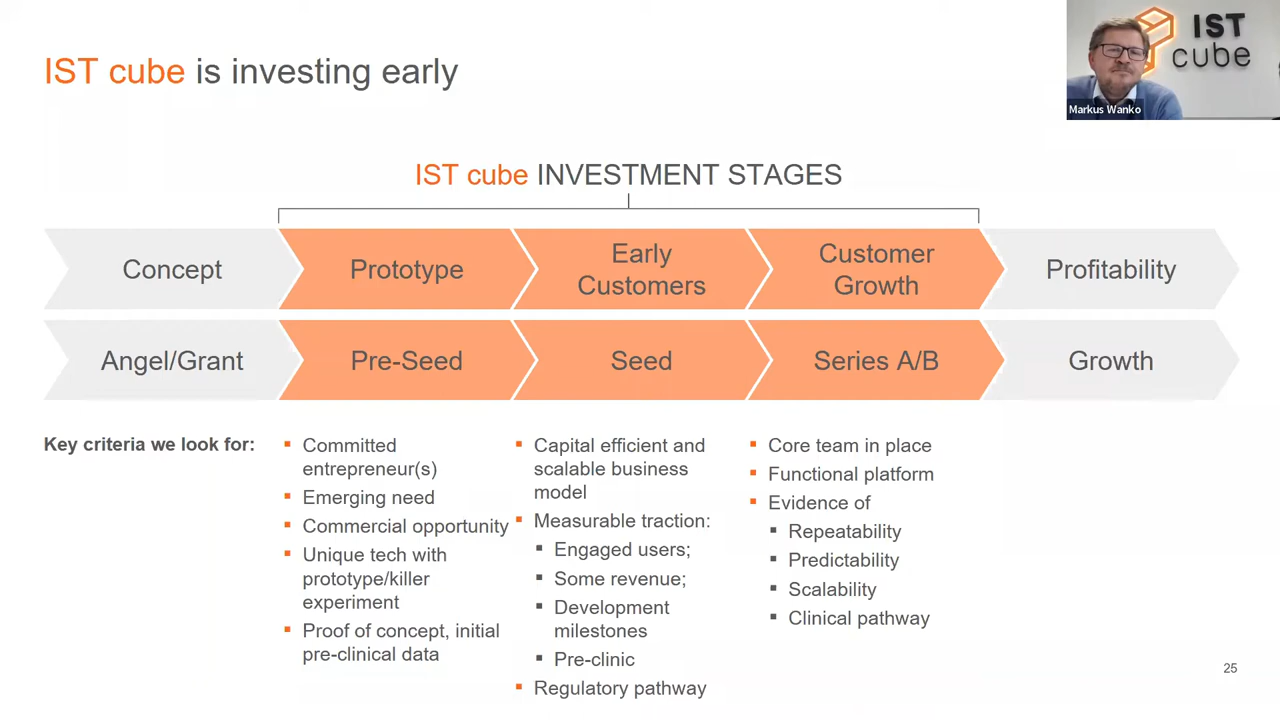 IST cube is investing early
IST
cube
Markus Wanko
IST cube INVESTMENT STAGES
Concept
Prototype
Early
Customers
Customer
Growth
Profitability
Angel/Grant
Pre-Seed
Seed
Series A/B
Growth
Key criteria we look for:
Committed
entrepreneur(s)
Emerging need
Commercial opportunity
Unique tech with
prototype/killer
experiment
Proof of concept, initial
pre-clinical data
Capital efficient and
scalable business
model
Measurable traction:
Engaged users;
Some revenue;
Development
milestones
Pre-clinic
Regulatory pathway
Core team in place
Functional platform
Evidence of
Repeatability
Predictability
Scalability
Clinical pathway
25